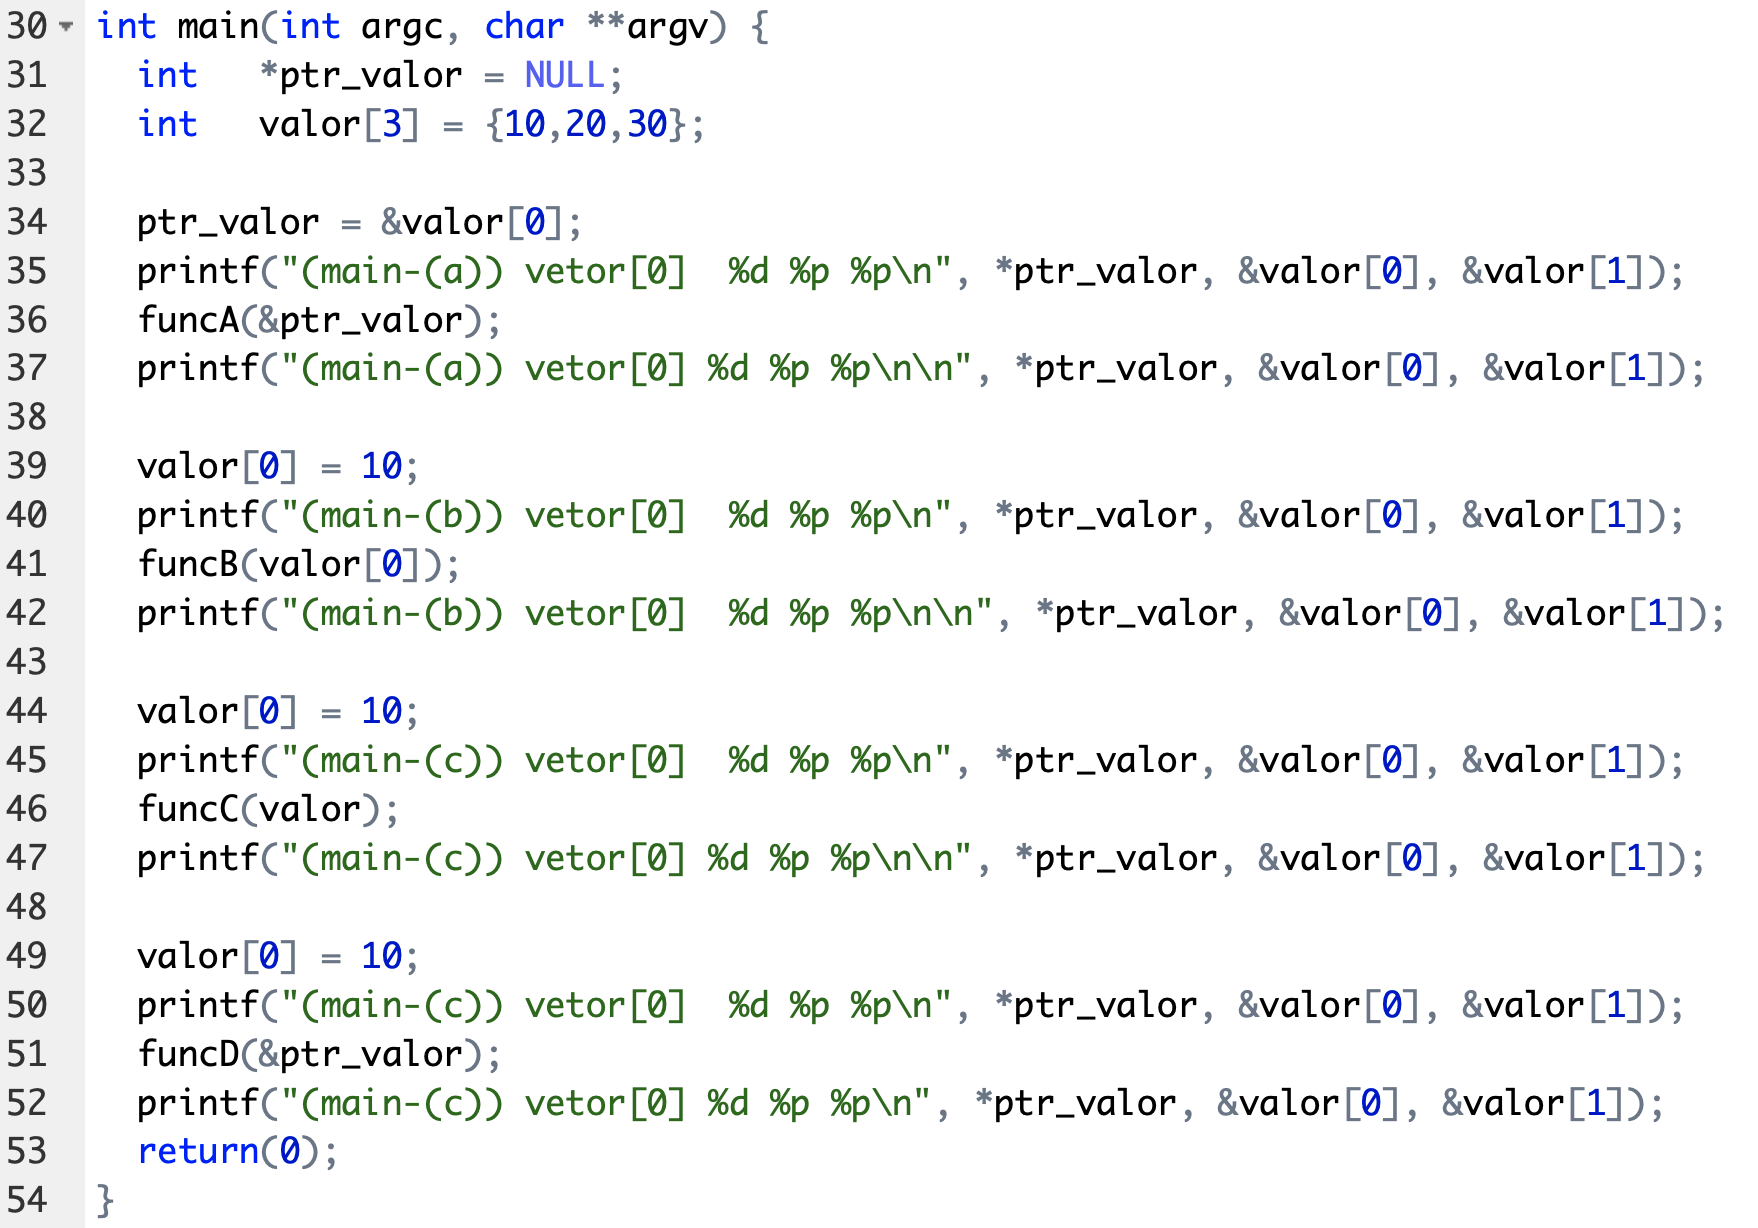 30 int main(int argc, char **argv) {
31   int   *ptr_valor = NULL;
32   int   valor[3] = {10,20,30};
33
34   ptr_valor = &valor[0];
35   printf("(main-(a)) vetor[0]  %d %p %p\n", *ptr_valor, &valor[0], &valor[1]);
36   funcA(&ptr_valor);
37   printf("(main-(a)) vetor[0] %d %p %p\n\n", *ptr_valor, &valor[0], &valor[1]);
38
39   valor[0] = 10;
40   printf("(main-(b)) vetor[0]  %d %p %p\n", *ptr_valor, &valor[0], &valor[1]);
41   funcB(valor[0]);
42   printf("(main-(b)) vetor[0]  %d %p %p\n\n", *ptr_valor, &valor[0], &valor[1]);
43
44   valor[0] = 10;
45   printf("(main-(c)) vetor[0]  %d %p %p\n", *ptr_valor, &valor[0], &valor[1]);
46   funcC(valor);
47   printf("(main-(c)) vetor[0] %d %p %p\n\n", *ptr_valor, &valor[0], &valor[1]);
48
49   valor[0] = 10;
50   printf("(main-(c)) vetor[0]  %d %p %p\n", *ptr_valor, &valor[0], &valor[1]);
51   funcD(&ptr_valor);
52   printf("(main-(c)) vetor[0] %d %p %p\n", *ptr_valor, &valor[0], &valor[1]);
53   return(0);
54 }